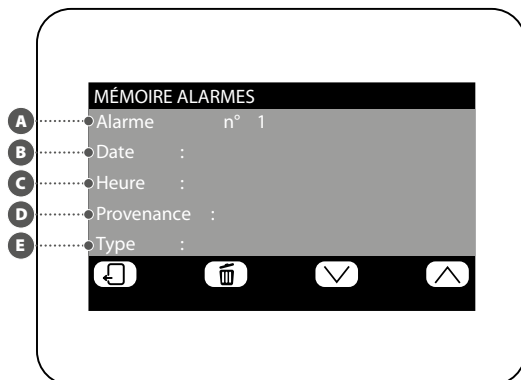 MÉMOIRE ALARMES
A Alarme n° 1
B Date :
C Heure :
D Provenance :
E Type :